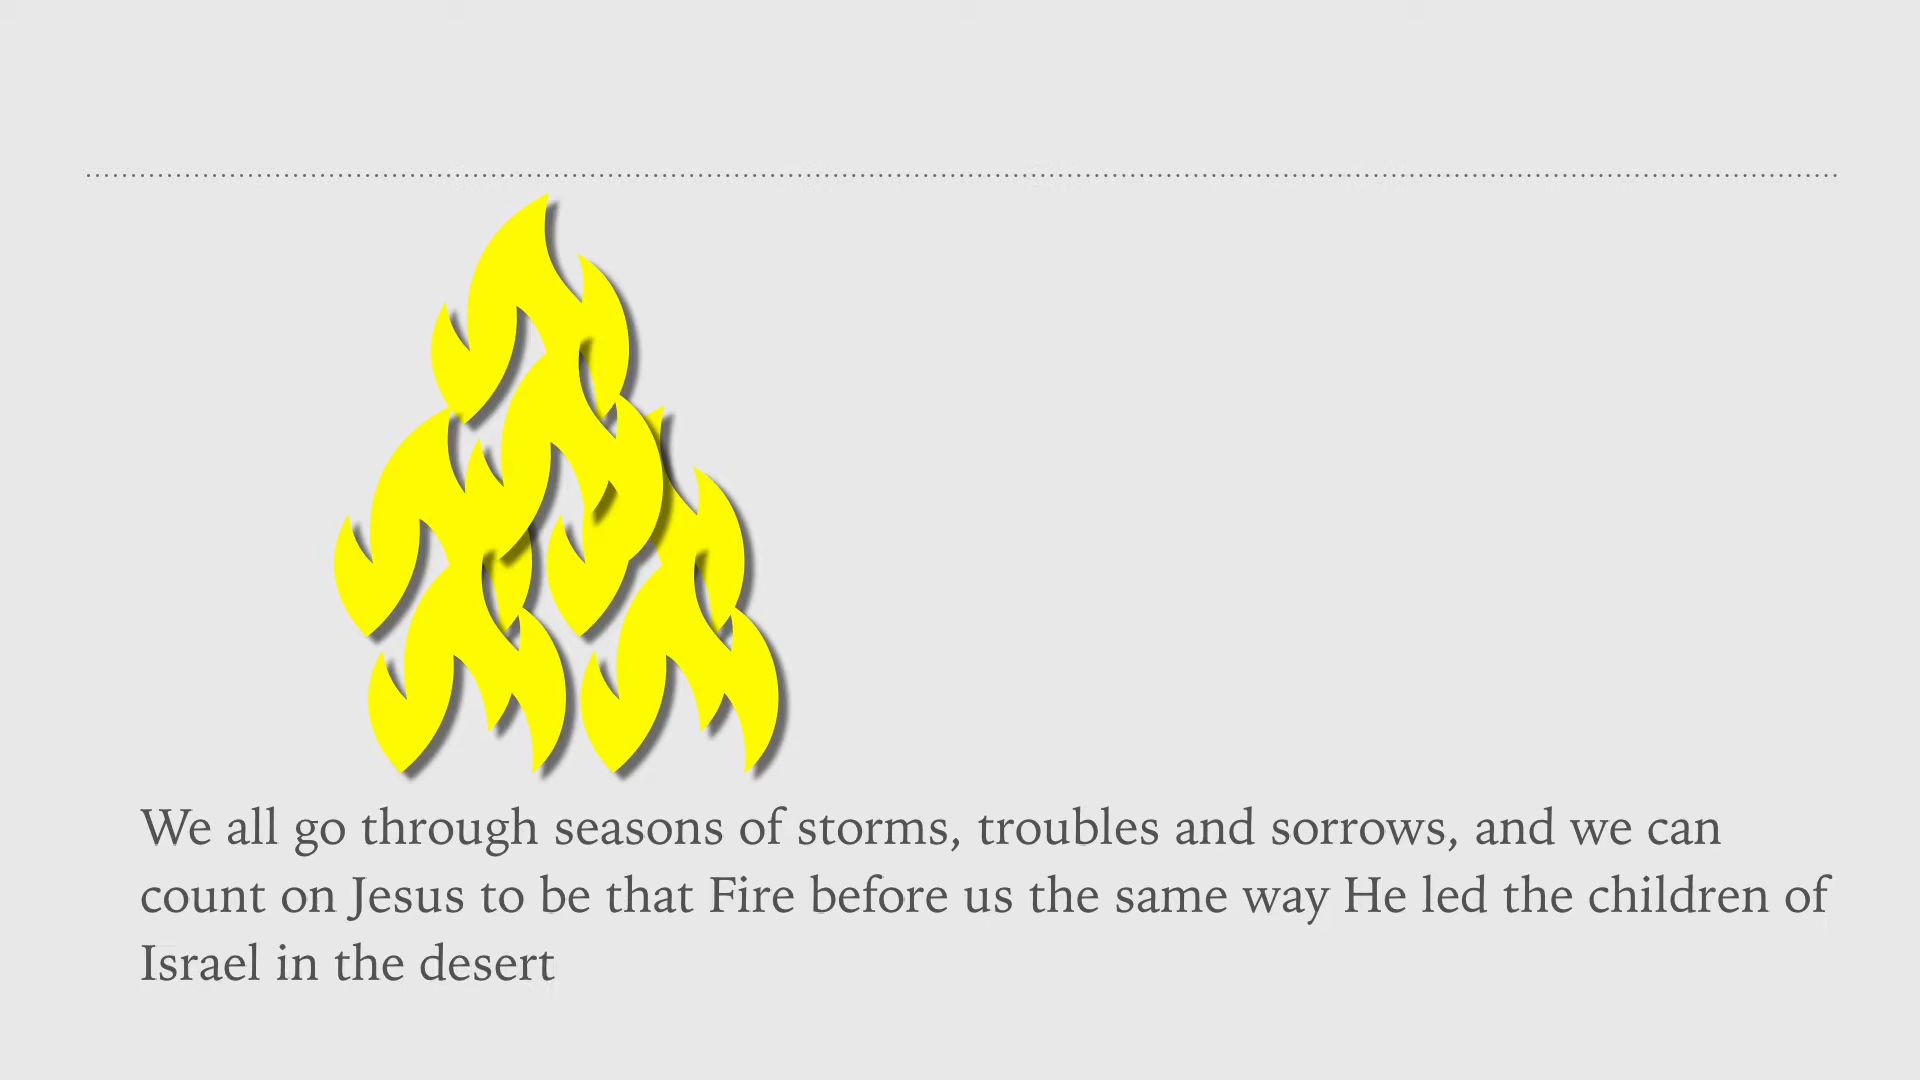 We all go through seasons of storms, troubles and sorrows, and we can
count on Jesus to be that Fire before us the same way He led the children of
Israel in the desert